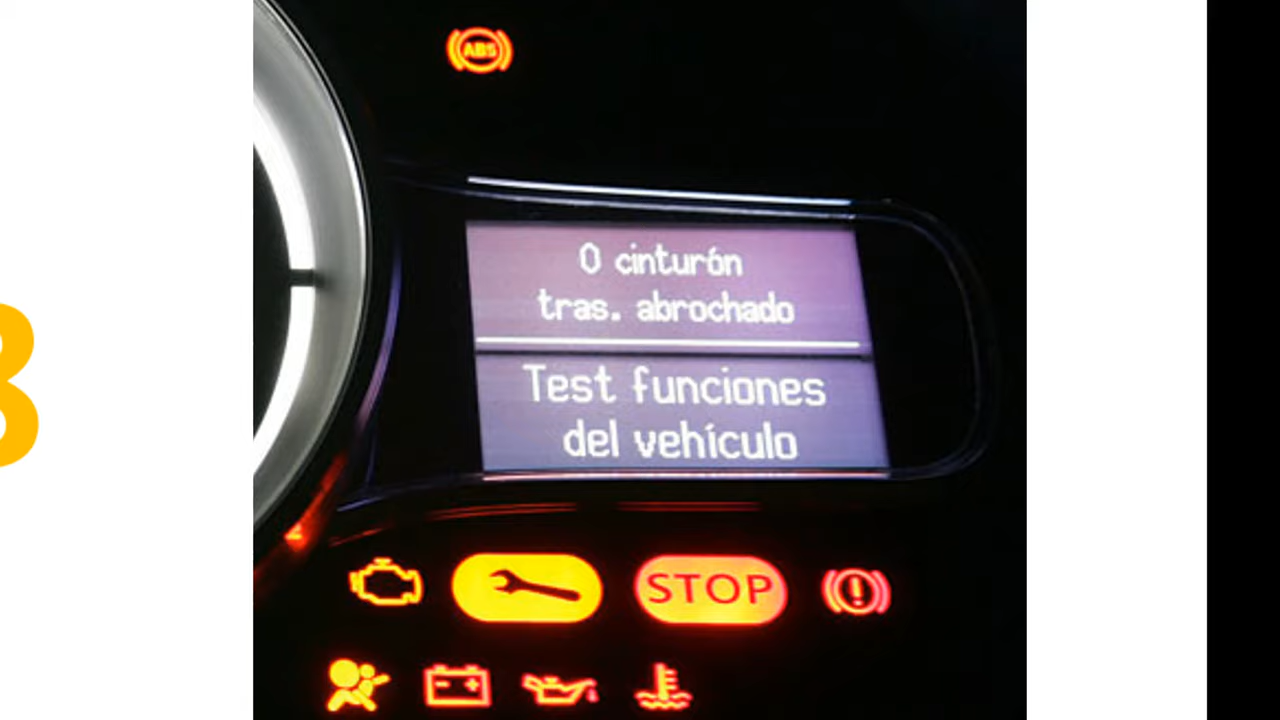 ABS
0 cinturón
tras. abrochado
Test funciones
del vehículo
STOP